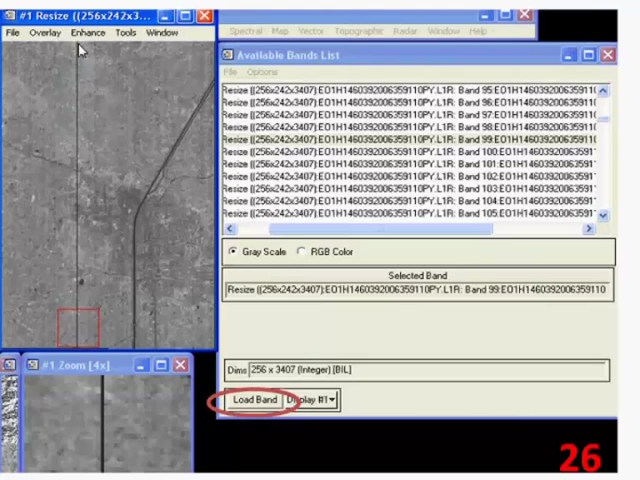 #1 Resize ((256x242x3...
File Overlay Enhance Tools Window
Spectral Map Vector Topographic Radar Window Help
Available Bands List
File Options
Resize ((256x242x3407):EO1H1460392006359110PY.L1R: Band 95:EO1H1460392006359110
Resize ((256x242x3407):EO1H1460392006359110PY.L1R: Band 96:EO1H1460392006359110
Resize ((256x242x3407):EO1H1460392006359110PY.L1R: Band 97:EO1H1460392006359110
Resize ((256x242x3407):EO1H1460392006359110PY.L1R: Band 98:EO1H1460392006359110
Resize ((256x242x3407):EO1H1460392006359110PY.L1R: Band 99:EO1H1460392006359110
Resize ((256x242x3407):EO1H1460392006359110PY.L1R: Band 100:EO1H1460392006359110
Resize ((256x242x3407):EO1H1460392006359110PY.L1R: Band 101:EO1H146039200635911
Resize ((256x242x3407):EO1H1460392006359110PY.L1R: Band 102:EO1H146039200635911
Resize ((256x242x3407):EO1H1460392006359110PY.L1R: Band 103:EO1H146039200635911
Resize ((256x242x3407):EO1H1460392006359110PY.L1R: Band 104:EO1H146039200635911
Resize ((256x242x3407):EO1H1460392006359110PY.L1R: Band 105:EO1H146039200635911
Gray Scale RGB Color
Selected Band
Resize ((256x242x3407):EO1H1460392006359110PY.L1R: Band 99:EO1H1460392006359110
Dims 256 x 3407 (Integer) [BIL]
#1 Zoom [4x]
Load Band Display #1
26